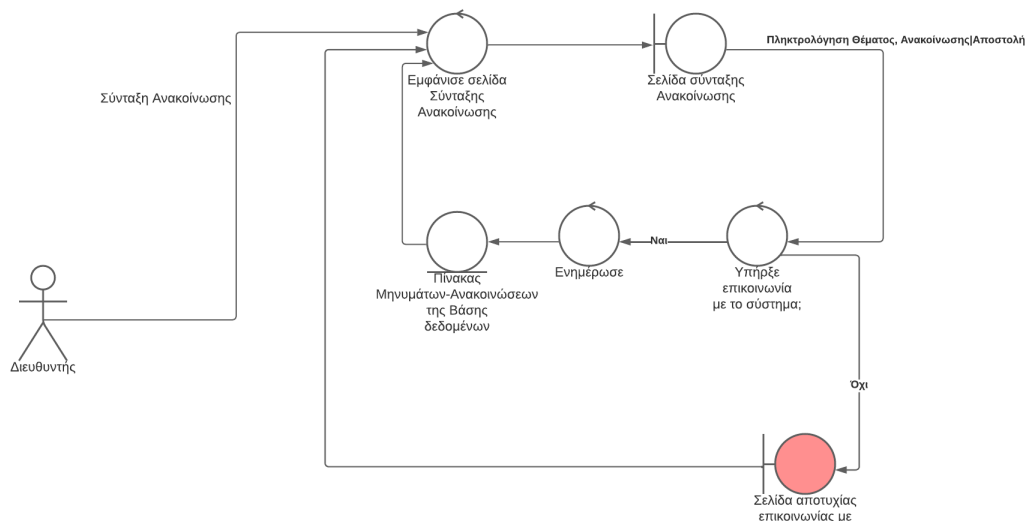 Πληκτρολόγηση Θέματος, Ανακοίνωσης|Αποστολή
Εμφάνισε σελίδα
Σύνταξης
Ανακοίνωσης
Σελίδα σύνταξης
Ανακοίνωσης
Σύνταξη Ανακοίνωσης
Ναι
Πίνακας
Μηνυμάτων-Ανακοινώσεων
της Βάσης
δεδομένων
Ενημέρωσε
Υπήρξε
επικοινωνία
με το σύστημα;
Διευθυντής
Όχι
Σελίδα αποτυχίας
επικοινωνίας με